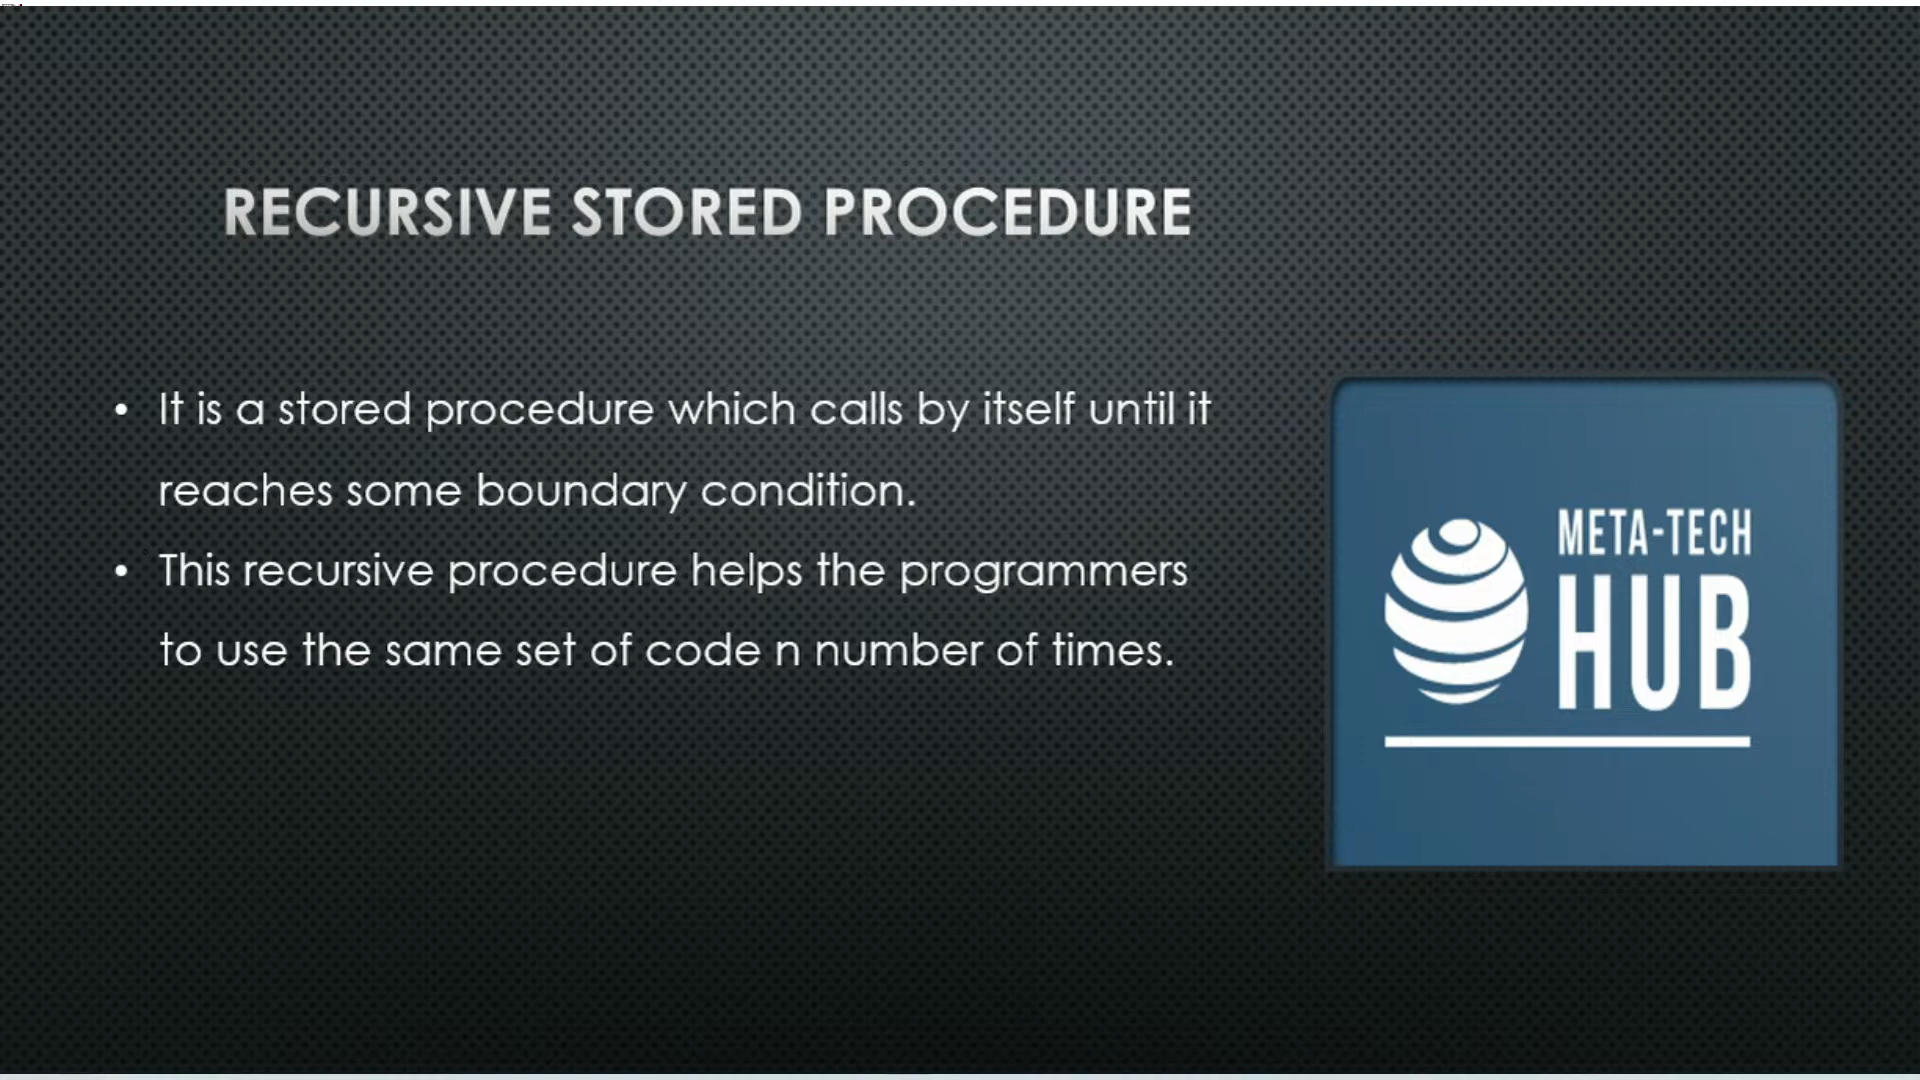 RECURSIVE STORED PROCEDURE
• It is a stored procedure which calls by itself until it
reaches some boundary condition.
• This recursive procedure helps the programmers
to use the same set of code n number of times.
META-TECH
HUB